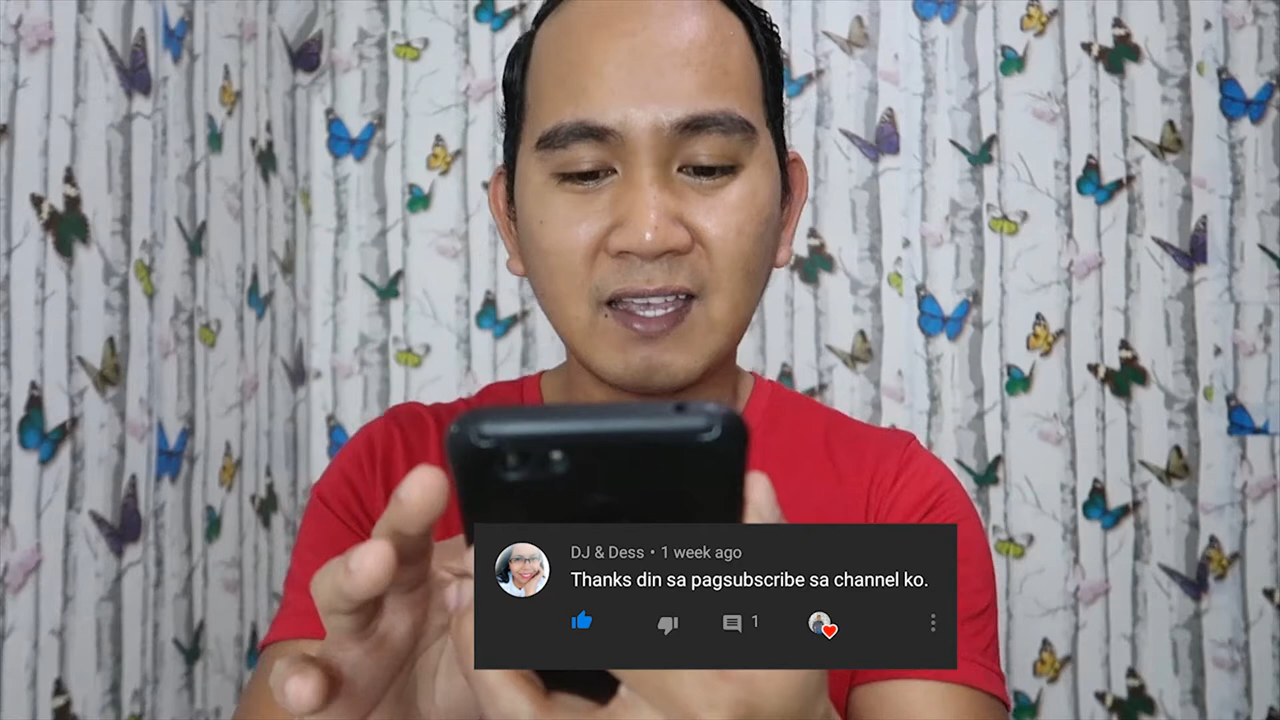 DJ & Dess • 1 week ago
Thanks din sa pagsubscribe sa channel ko.
1